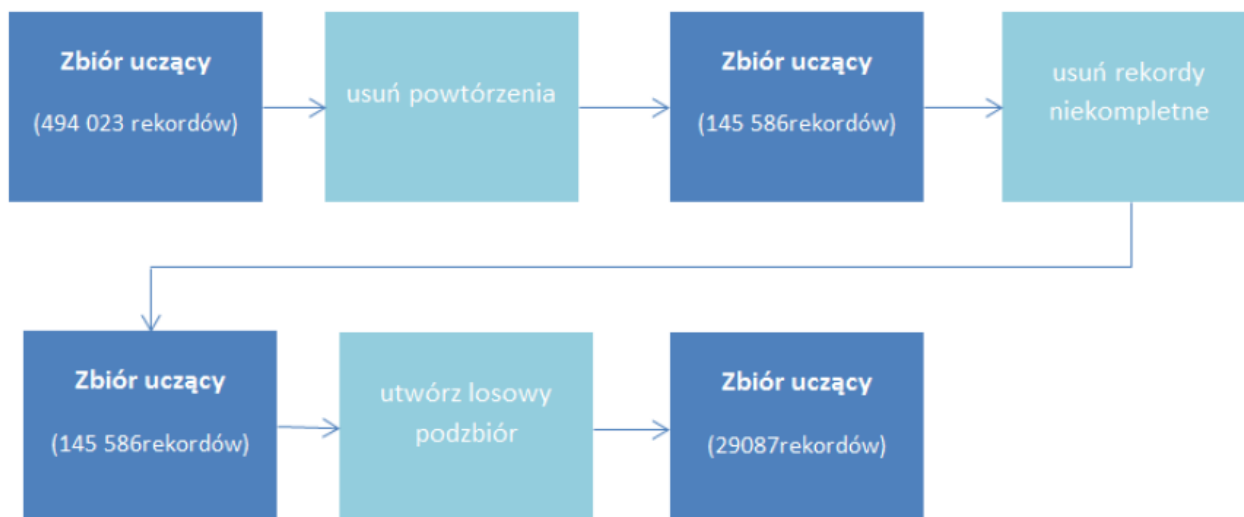 Zbiór uczący
(494 023 rekordów)
usuń powtórzenia
Zbiór uczący
(145 586rekordów)
usuń rekordy
niekompletne
Zbiór uczący
(145 586rekordów)
utwórz losowy
podzbiór
Zbiór uczący
(29087rekordów)